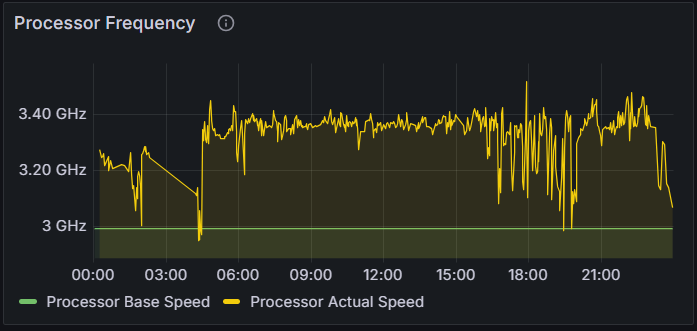 Processor Frequency
3.40 GHz
3.20 GHz
3 GHz
00:00 03:00 06:00 09:00 12:00 15:00 18:00 21:00
Processor Base Speed Processor Actual Speed